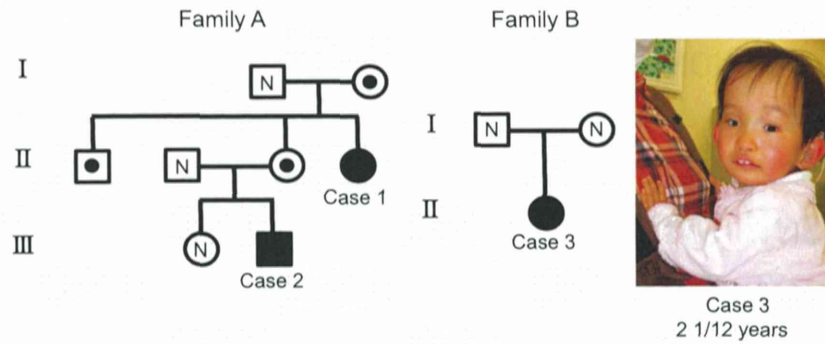 Family A
Family B
I
N
I
N
N
II
N
Case 1
II
Case 3
III
N
Case 2
Case 3
2 1/12 years